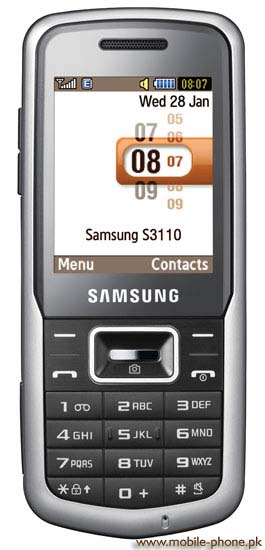 E 08:07
Wed 28 Jan
05
07 06
08 07
09 08
09
Samsung S3110
Menu Contacts
SAMSUNG
1 2 ABC 3 DEF
4 GHI 5 JKL 6 MNO
7 PQRS 8 TUV 9 WXYZ
* 0 + #
www.mobile-phone.pk